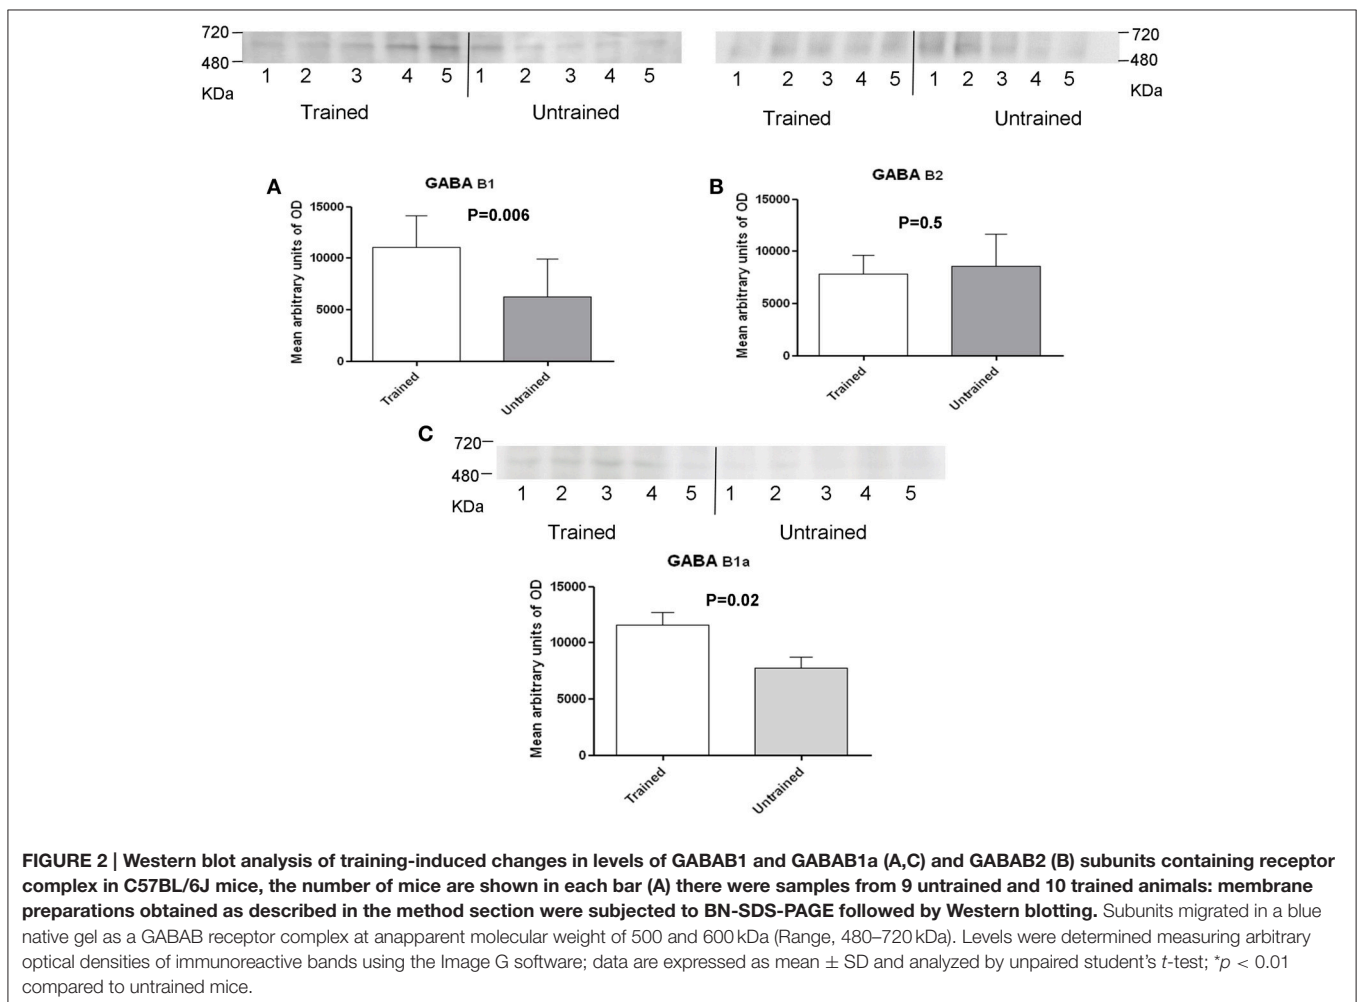 720
480
KDa
1 2 3 4 5 1 2 3 4 5
Trained Untrained
720
480
KDa
1 2 3 4 5 1 2 3 4 5
Trained Untrained
A
GABA B1
P=0.006
Mean arbitrary units of OD
15000
10000
5000
0
Trained
Untrained
B
GABA B2
P=0.5
Mean arbitrary units of OD
15000
10000
5000
0
Trained
Untrained
C
720
480
KDa
1 2 3 4 5 1 2 3 4 5
Trained Untrained
GABA B1a
P=0.02
Mean arbitrary units of OD
15000
10000
5000
0
Trained
Untrained
FIGURE 2 | Western blot analysis of training-induced changes in levels of GABAB1 and GABAB1a (A,C) and GABAB2 (B) subunits containing receptor
complex in C57BL/6J mice, the number of mice are shown in each bar (A) there were samples from 9 untrained and 10 trained animals: membrane
preparations obtained as described in the method section were subjected to BN-SDS-PAGE followed by Western blotting. Subunits migrated in a blue
native gel as a GABAB receptor complex at anapparent molecular weight of 500 and 600 kDa (Range, 480–720 kDa). Levels were determined measuring arbitrary
optical densities of immunoreactive bands using the Image G software; data are expressed as mean ± SD and analyzed by unpaired student's t-test; *p < 0.01
compared to untrained mice.